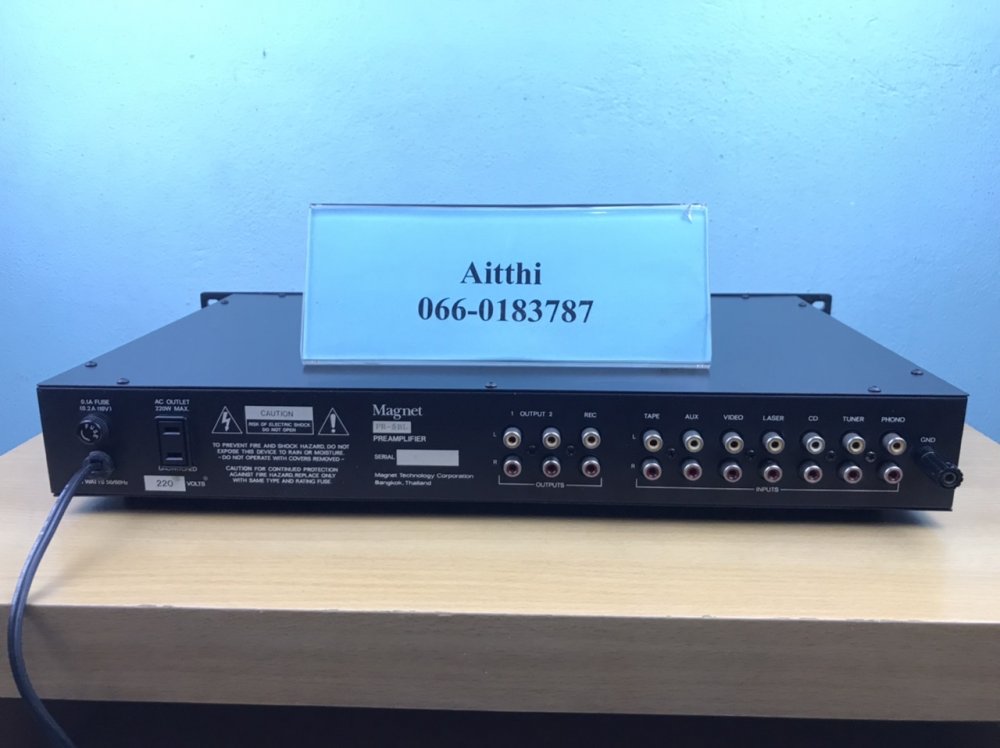 Aitthi
066-0183787
0.1A FUSE
(0.2A 110V)
FUSE
AC OUTLET
220W MAX.
220 VOLTS
CAUTION
RISK OF ELECTRIC SHOCK
DO NOT OPEN
TO PREVENT FIRE AND SHOCK HAZARD, DO NOT
EXPOSE THIS DEVICE TO RAIN OR MOISTURE.
- DO NOT OPERATE WITH COVERS REMOVED -
CAUTION FOR CONTINUED PROTECTION
AGAINST FIRE HAZARD, REPLACE ONLY
WITH SAME TYPE AND RATING FUSE.
Magnet
PR-5BL
PREAMPLIFIER
SERIAL
Magnet Technology Corporation
Bangkok, Thailand
1 OUTPUT 2 REC
L
R
OUTPUTS
TAPE AUX VIDEO LASER CD TUNER PHONO
L
R
INPUTS
GND